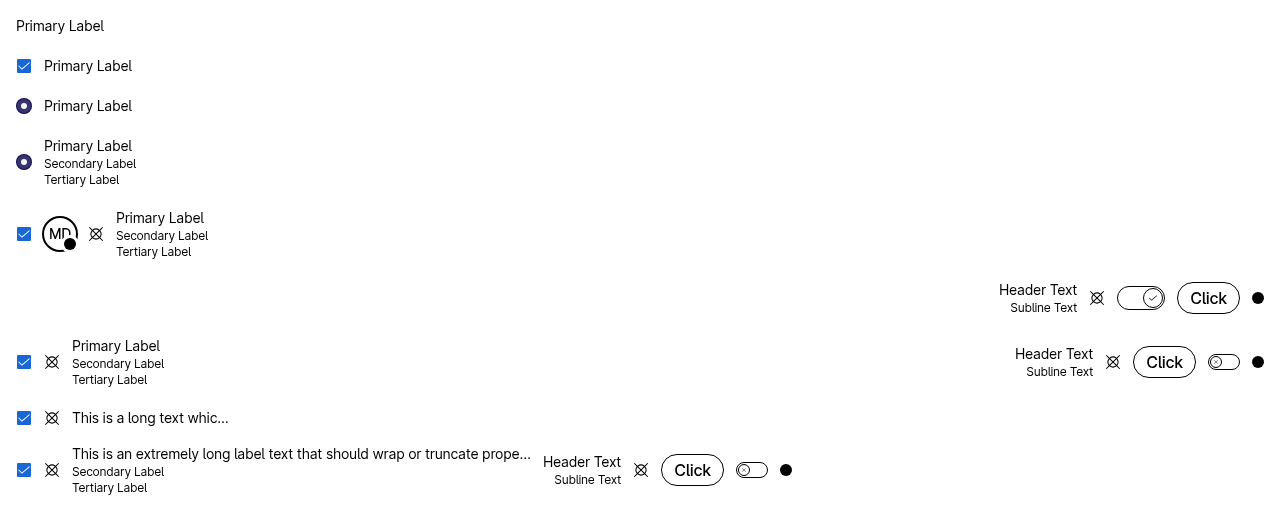 Primary Label
Primary Label
Primary Label
Primary Label
Secondary Label
Tertiary Label
MD
Primary Label
Secondary Label
Tertiary Label
Header Text
Subline Text
Click
Primary Label
Secondary Label
Tertiary Label
Header Text
Subline Text
Click
This is a long text whic...
This is an extremely long label text that should wrap or truncate prope...
Secondary Label
Tertiary Label
Header Text
Subline Text
Click